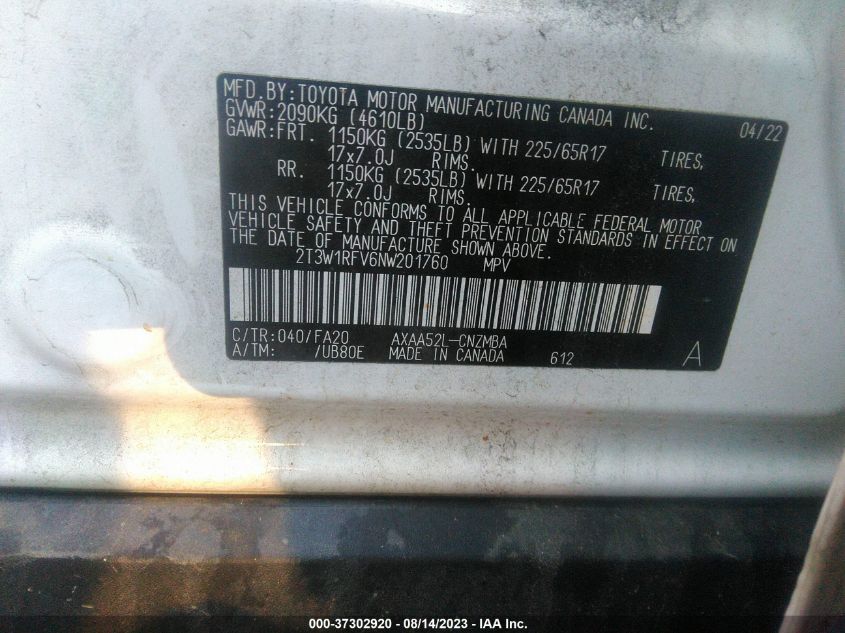 MFD.BY:TOYOTA MOTOR MANUFACTURING CANADA INC. 04/22
GVWR:2090KG (4610LB)
GAWR:FRT. 1150KG (2535LB) WITH 225/65R17 TIRES,
17x7.0J RIMS.
RR. 1150KG (2535LB) WITH 225/65R17 TIRES,
17x7.0J RIMS.
THIS VEHICLE CONFORMS TO ALL APPLICABLE FEDERAL MOTOR
VEHICLE SAFETY AND THEFT PREVENTION STANDARDS IN EFFECT ON
THE DATE OF MANUFACTURE SHOWN ABOVE.
2T3W1RFV6NW201760 MPV
C/TR:040/FA20 AXAA52L-CNZMBA
A/TM: /UB80E MADE IN CANADA 612 A
000-37302920 - 08/14/2023 - IAA Inc.